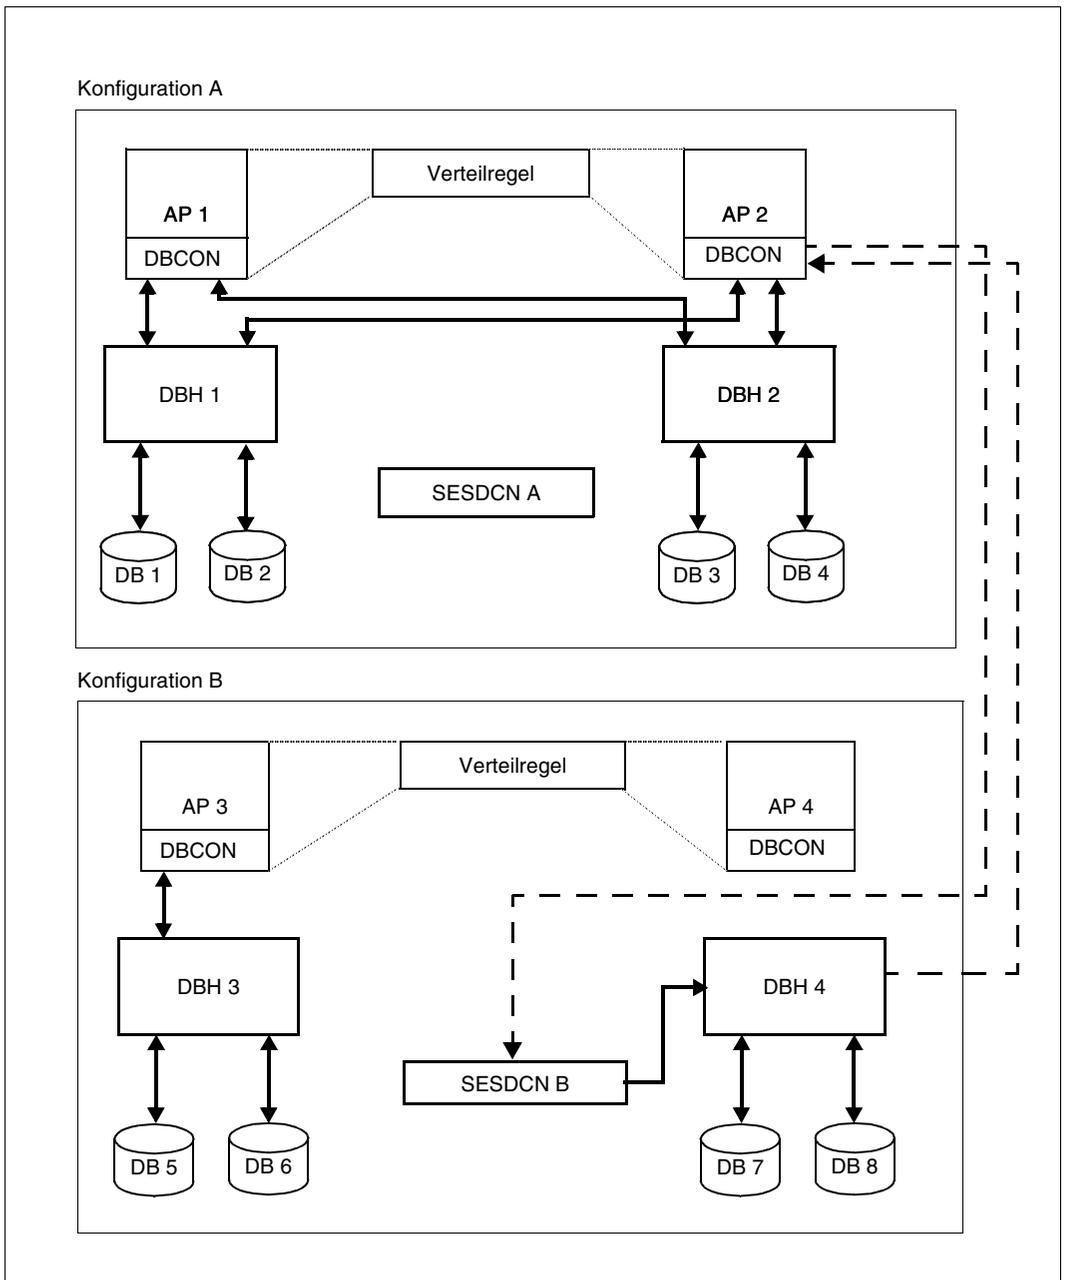 Konfiguration A
Verteilregel
AP 1
AP 2
DBCON
DBCON
DBH 1
DBH 2
SESDCN A
DB 1
DB 2
DB 3
DB 4
Konfiguration B
Verteilregel
AP 3
AP 4
DBCON
DBCON
DBH 3
DBH 4
SESDCN B
DB 5
DB 6
DB 7
DB 8